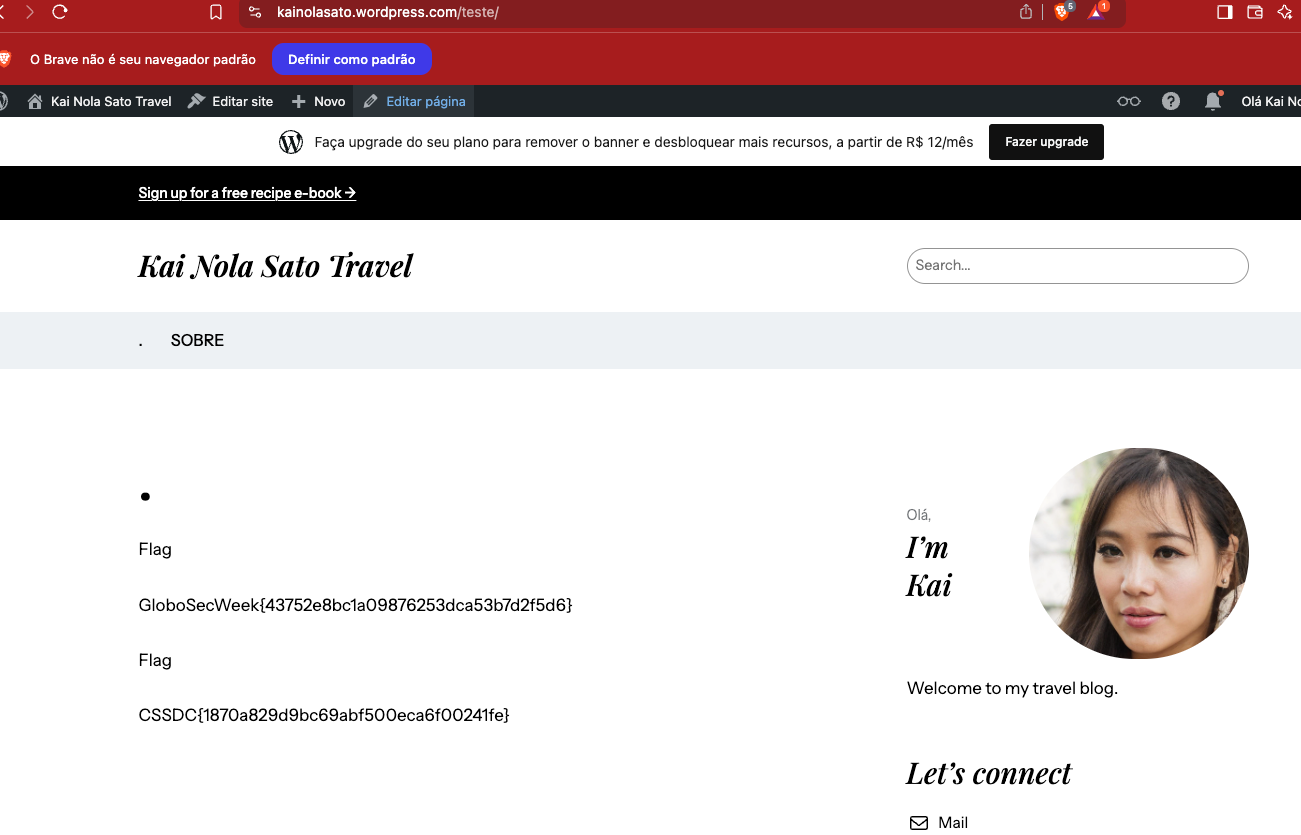 kainolasato.wordpress.com/teste/
5
1
O Brave não é seu navegador padrão
Definir como padrão
Kai Nola Sato Travel
Editar site
Novo
Editar página
Olá Kai No
Faça upgrade do seu plano para remover o banner e desbloquear mais recursos, a partir de R$ 12/mês
Fazer upgrade
Sign up for a free recipe e-book →
Kai Nola Sato Travel
Search...
. SOBRE
Flag
GloboSecWeek{43752e8bc1a09876253dca53b7d2f5d6}
Flag
CSSDC{1870a829d9bc69abf500eca6f00241fe}
Olá,
I’m
Kai
Welcome to my travel blog.
Let’s connect
Mail